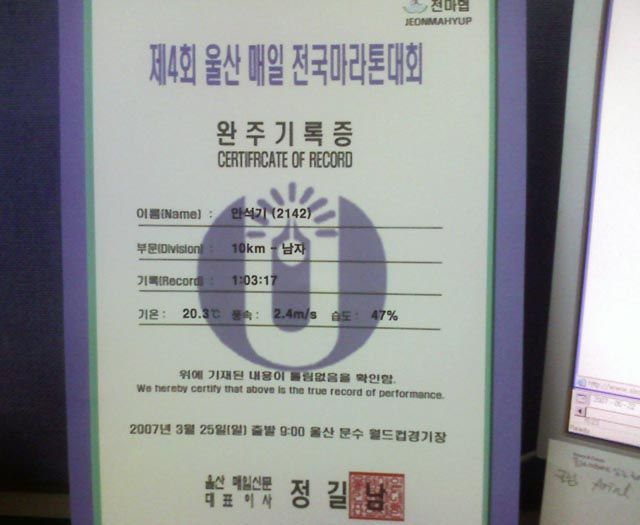 전마협
JEONMAHYUP
제4회 울산 매일 전국마라톤대회
완주기록증
CERTIFRCATE OF RECORD
이름(Name) : 안석기 (2142)
부문(Division) : 10km - 남자
기록(Record) : 1:03:17
기온 : 20.3℃ 풍속 : 2.4m/s 습도 : 47%
위에 기재된 내용이 틀림없음을 확인함.
We hereby certify that above is the true record of performance.
2007년 3월 25일(일) 출발 9:00 울산 문수 월드컵경기장
울산 매일신문
대표이사 정길남
http://www
Ready